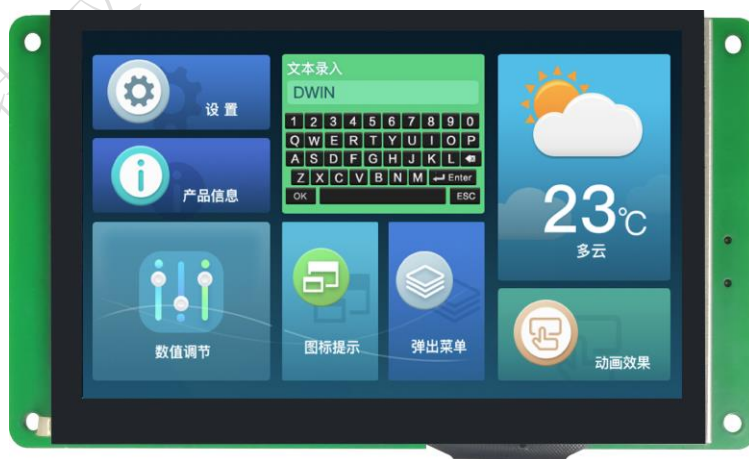 设置
产品信息
数值调节
文本录入
DWIN
1 2 3 4 5 6 7 8 9 0
Q W E R T Y U I O P
A S D F G H J K L
Z X C V B N M Enter
OK ESC
图标提示
弹出菜单
23℃
多云
动画效果